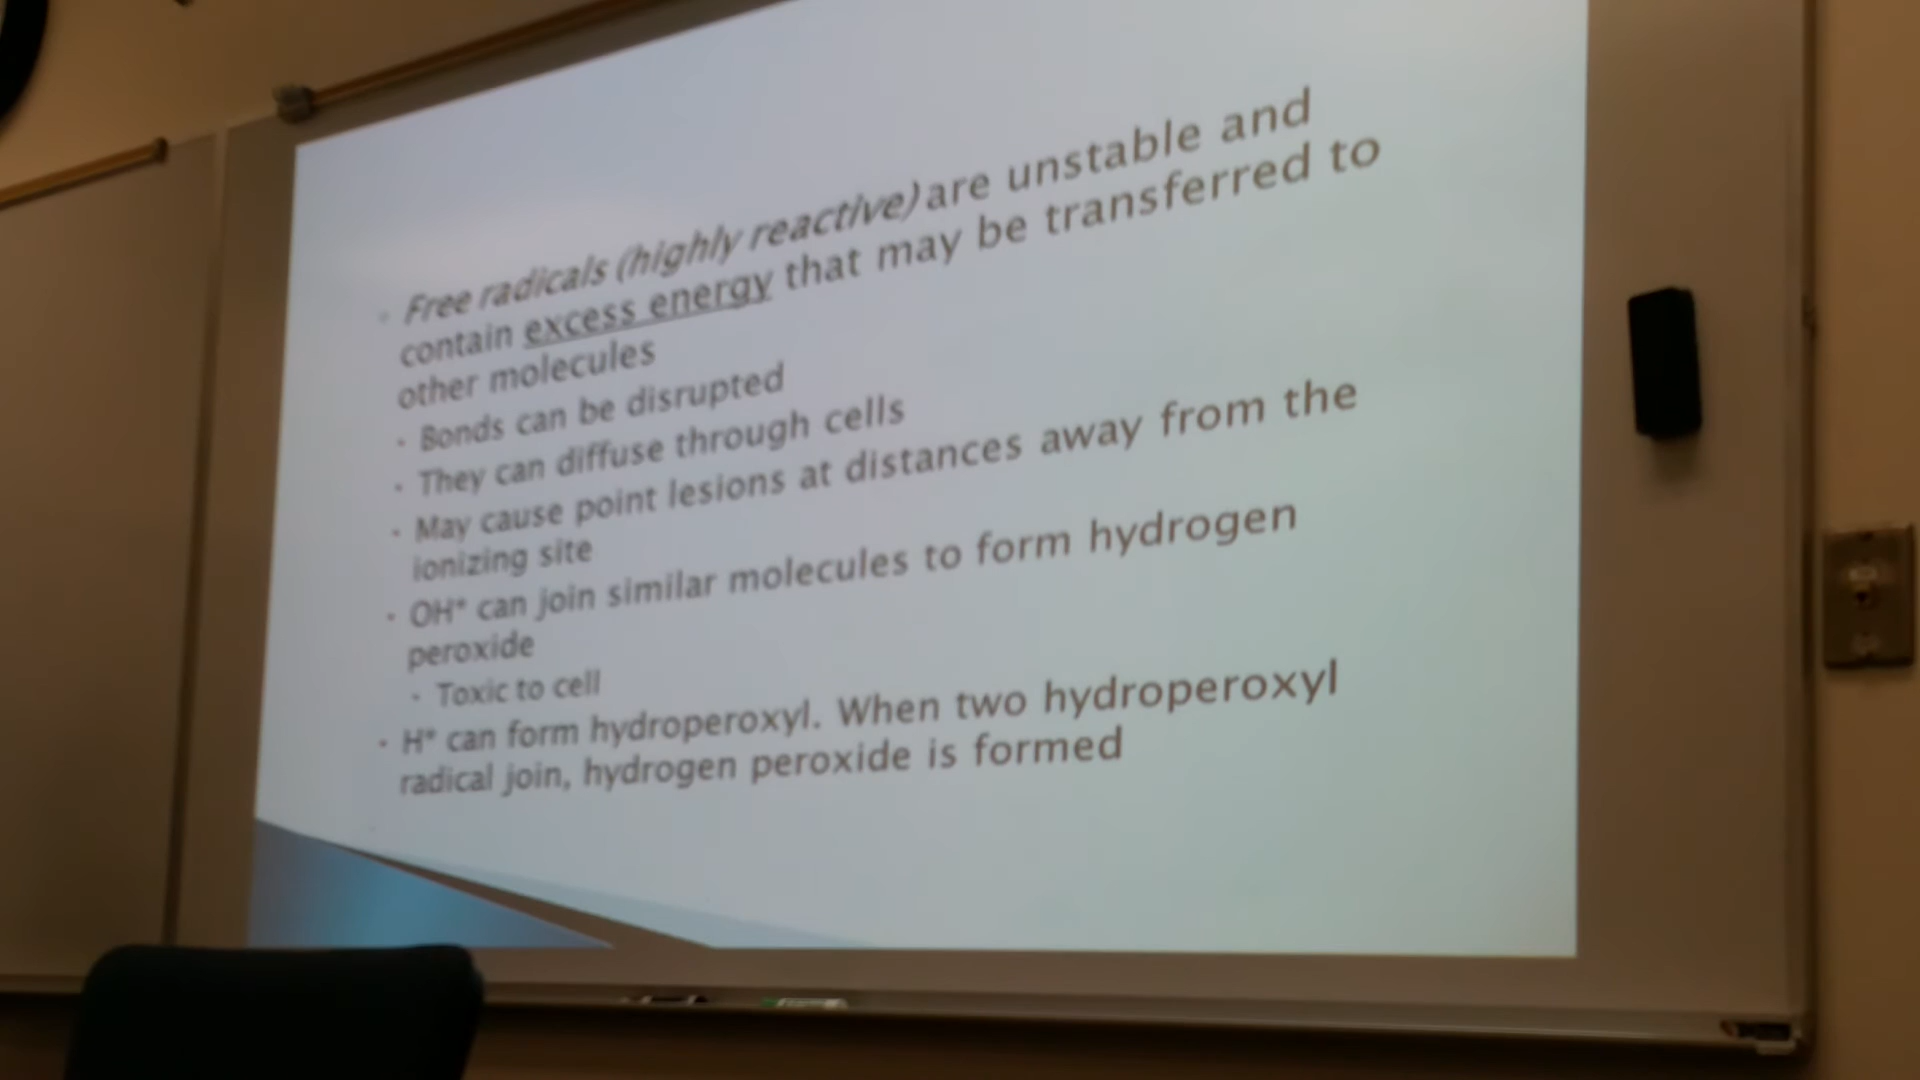 • Free radicals (highly reactive) are unstable and
contain excess energy that may be transferred to
other molecules
• Bonds can be disrupted
• They can diffuse through cells
• May cause point lesions at distances away from the
ionizing site
• OH* can join similar molecules to form hydrogen
peroxide
• Toxic to cell
• H* can form hydroperoxyl. When two hydroperoxyl
radical join, hydrogen peroxide is formed